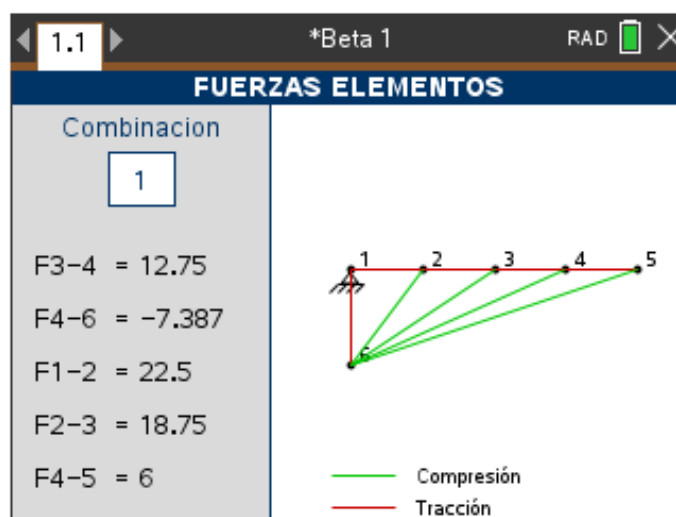 1.1 *Beta 1 RAD
FUERZAS ELEMENTOS
Combinacion
1
F3-4 = 12.75
F4-6 = -7.387
F1-2 = 22.5
F2-3 = 18.75
F4-5 = 6
1 2 3 4 5
6
Compresión
Tracción